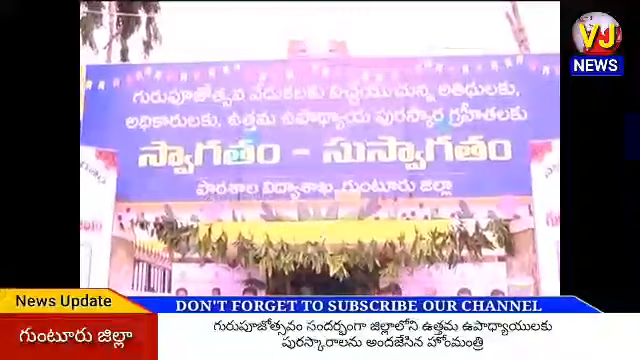 VJ
NEWS
గురుపూజోత్సవ వేడుకలకు విచ్చేయుచున్న అతిధులకు,
అధికారులకు, ఉత్తమ ఉపాధ్యాయ పురస్కార గ్రహీతలకు
స్వాగతం - సుస్వాగతం
పాఠశాల విద్యాశాఖ, గుంటూరు జిల్లా
News Update
DON'T FORGET TO SUBSCRIBE OUR CHANNEL
గుంటూరు జిల్లా
గురుపూజోత్సవం సందర్భంగా జిల్లాలోని ఉత్తమ ఉపాధ్యాయులకు
పురస్కారాలను అందజేసిన హోంమంత్రి